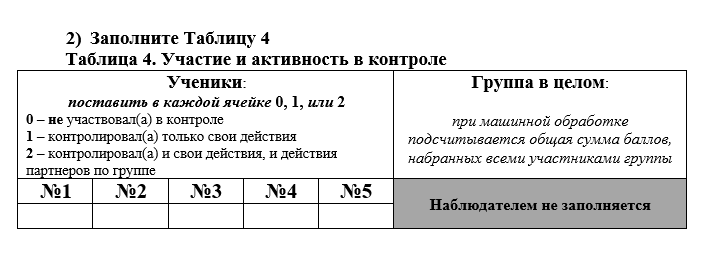 2) Заполните Таблицу 4
Таблица 4. Участие и активность в контроле
Ученики:
поставить в каждой ячейке 0, 1, или 2
0 – не участвовал(а) в контроле
1 – контролировал(а) только свои действия
2 – контролировал(а) и свои действия, и действия
партнеров по группе
Группа в целом:
при машинной обработке
подсчитывается общая сумма баллов,
набранных всеми участниками группы
№1 №2 №3 №4 №5
Наблюдателем не заполняется